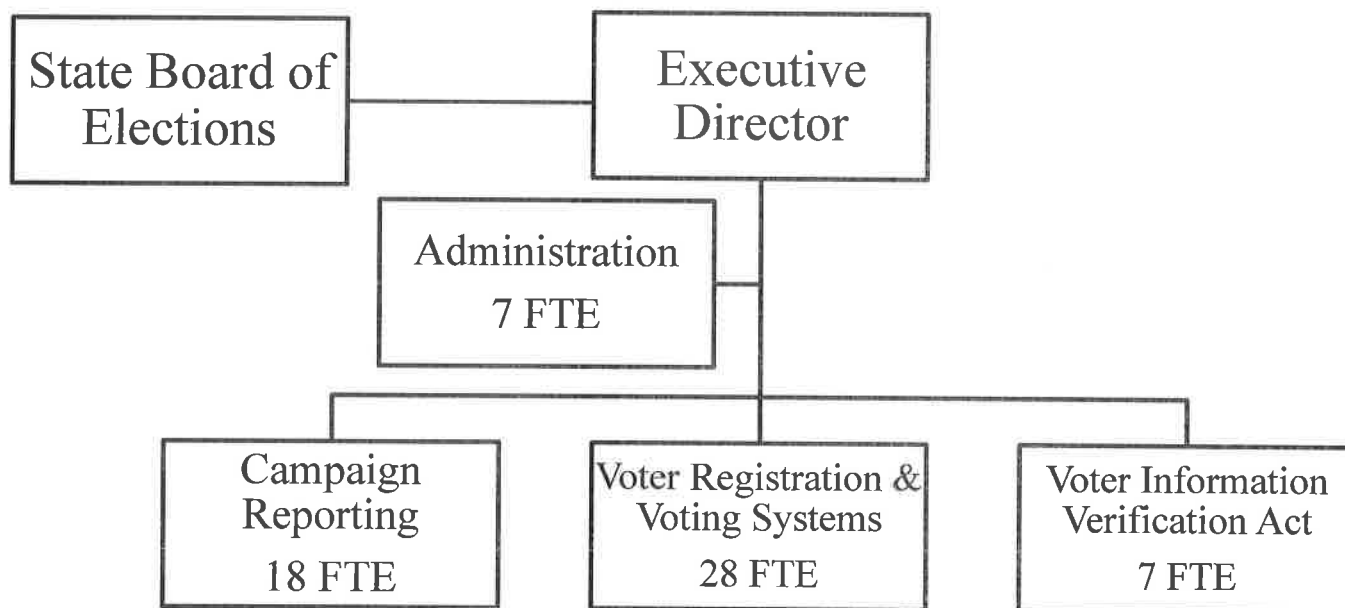 State Board of
Elections
Executive
Director
Administration
7 FTE
Campaign
Reporting
18 FTE
Voter Registration &
Voting Systems
28 FTE
Voter Information
Verification Act
7 FTE